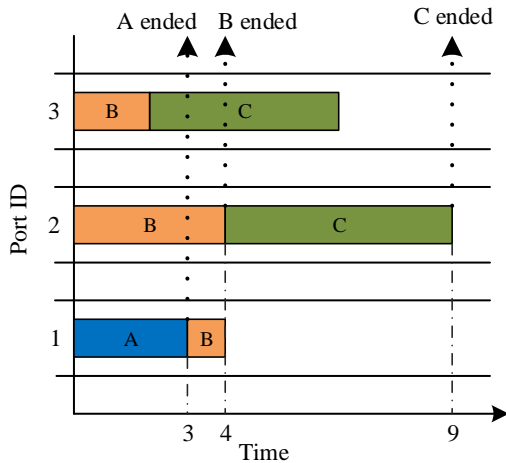 A ended B ended C ended
3 B C
Port ID
2 B C
1 A B
3 4 9
Time